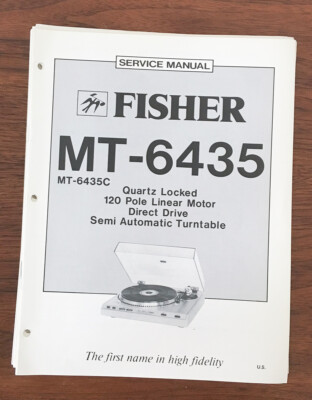 SERVICE MANUAL
FISHER
MT-6435
MT-6435C
Quartz Locked
120 Pole Linear Motor
Direct Drive
Semi Automatic Turntable
The first name in high fidelity
U.S.